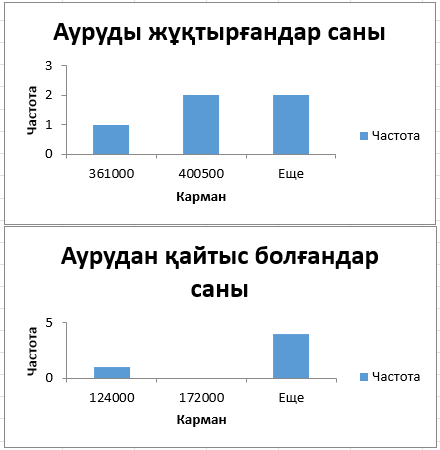 Ауруды жұқтырғандар саны
3
2
1
0
Частота
361000 400500 Еще
Карман
Частота
Аурудан қайтыс болғандар
саны
5
0
Частота
124000 172000 Еще
Карман
Частота